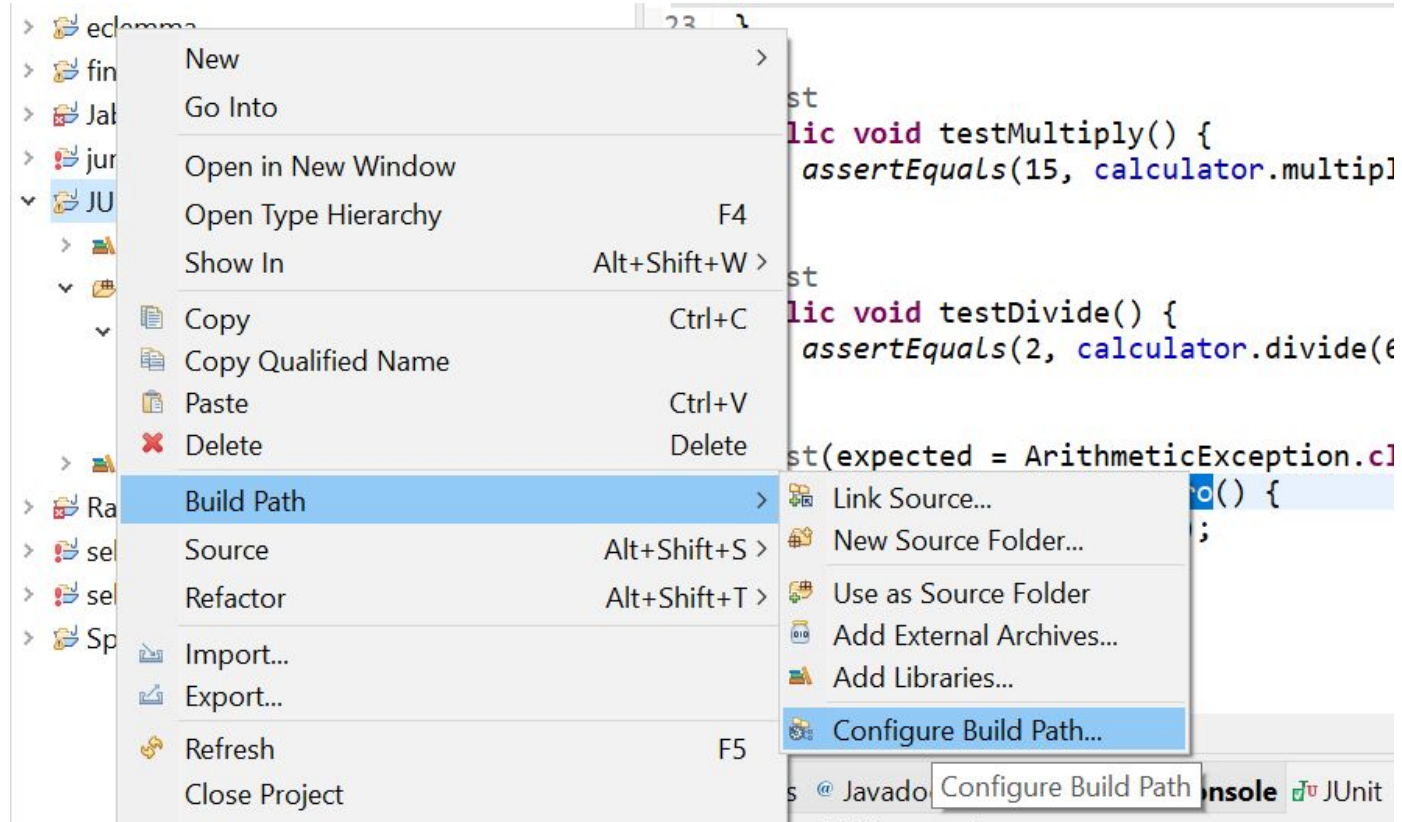 eclemma
23 }
fin
Jab
jun
JU
Ra
sel
sel
Sp
New
Go Into
Open in New Window
Open Type Hierarchy F4
Show In Alt+Shift+W
Copy Ctrl+C
Copy Qualified Name
Paste Ctrl+V
Delete Delete
Build Path
Source Alt+Shift+S
Refactor Alt+Shift+T
Import...
Export...
Refresh F5
Close Project
Link Source...
New Source Folder...
Use as Source Folder
Add External Archives...
Add Libraries...
Configure Build Path...
Configure Build Path
st
lic void testMultiply() {
assertEquals(15, calculator.multipl
st
lic void testDivide() {
assertEquals(2, calculator.divide(6
st(expected = ArithmeticException.cl
ro() {
);
s @ Javado
onsole JUnit